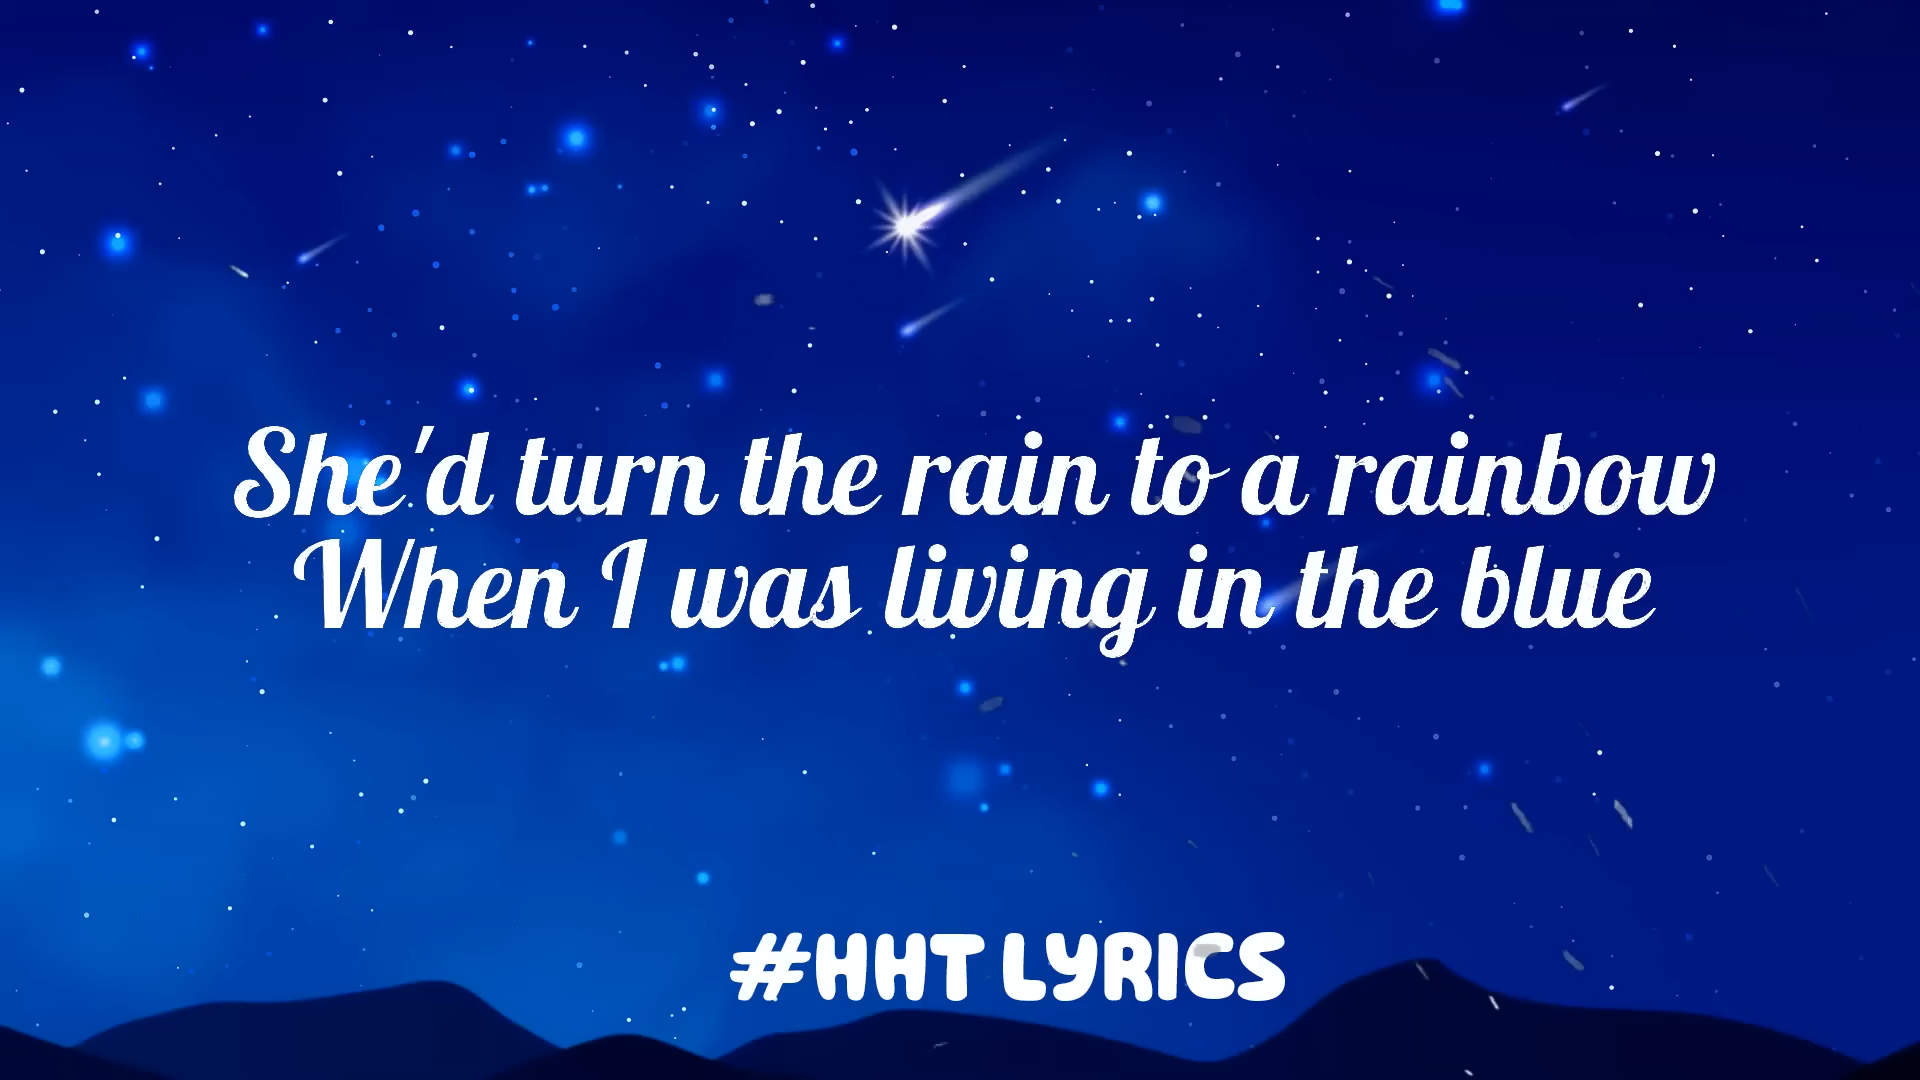 She'd turn the rain to a rainbow
When I was living in the blue
#HHT LYRICS